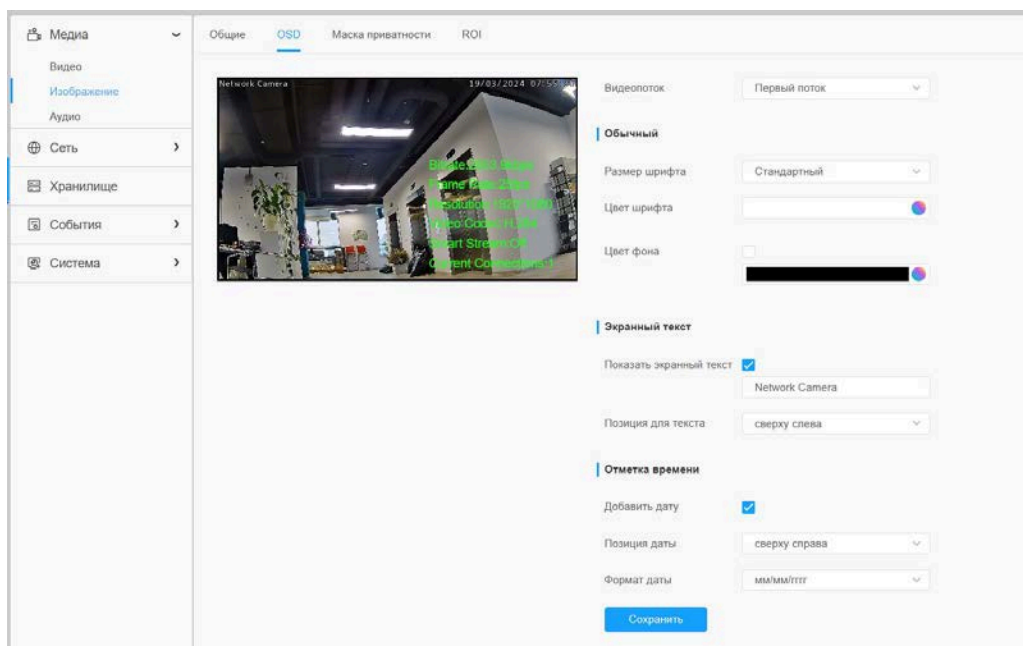 Медиа
Видео
Изображение
Аудио
Сеть
Хранилище
События
Система
Общие
OSD
Маска приватности
ROI
Network Camera
19/03/2024
Frame
Video Codec
Smart Stream:Off
Current Connections:1
Видеопоток
Первый поток
Обычный
Размер шрифта
Стандартный
Цвет шрифта
Цвет фона
Экранный текст
Показать экранный текст
Network Camera
Позиция для текста
сверху слева
Отметка времени
Добавить дату
Позиция даты
сверху справа
Формат даты
мм/мм/гггг
Сохранить